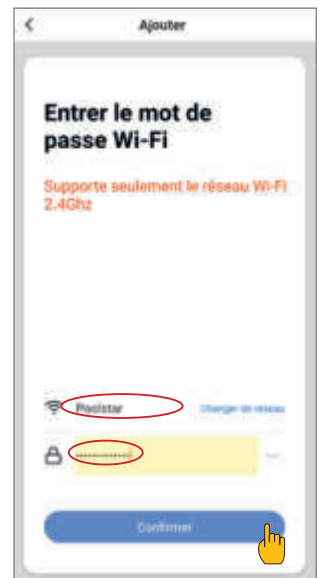 Ajouter
Entrer le mot de
passe Wi-Fi
Supporte seulement le réseau Wi-Fi
2.4Ghz
Poolstar
Changer de réseau
Confirmer